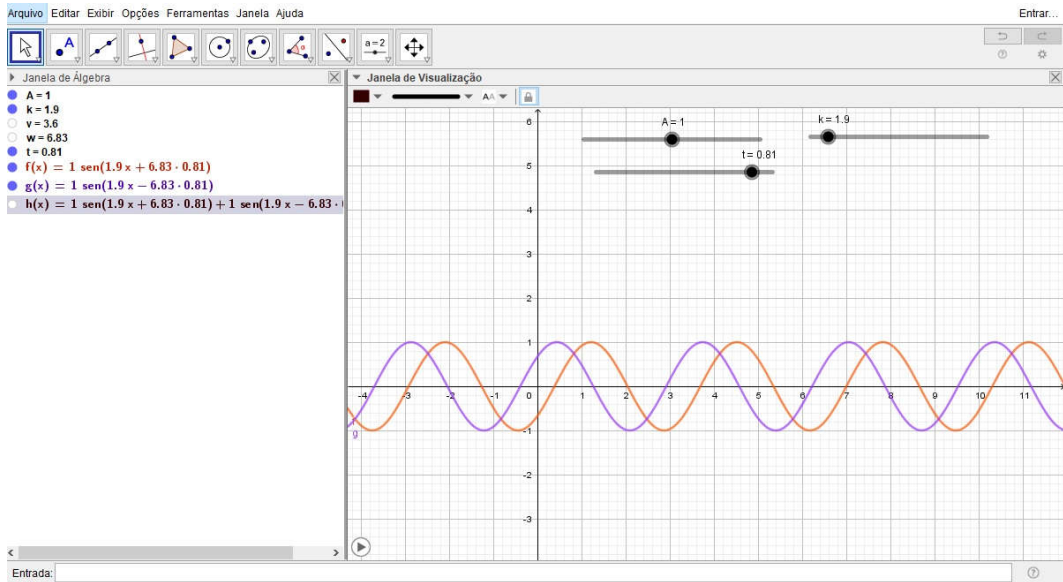 Arquivo Editar Exibir Opções Ferramentas Janela Ajuda Entrar...
A a=2
Janela de Álgebra
A = 1
k = 1.9
v = 3.6
w = 6.83
t = 0.81
f(x) = 1 sen(1.9 x + 6.83 · 0.81)
g(x) = 1 sen(1.9 x − 6.83 · 0.81)
h(x) = 1 sen(1.9 x + 6.83 · 0.81) + 1 sen(1.9 x − 6.83 ·
Janela de Visualização
AA
A = 1
k = 1.9
t = 0.81
6
5
4
3
2
1
-4 -3 -2 -1 0 1 2 3 4 5 6 7 8 9 10 11
-1
-2
-3
f
g
Entrada: